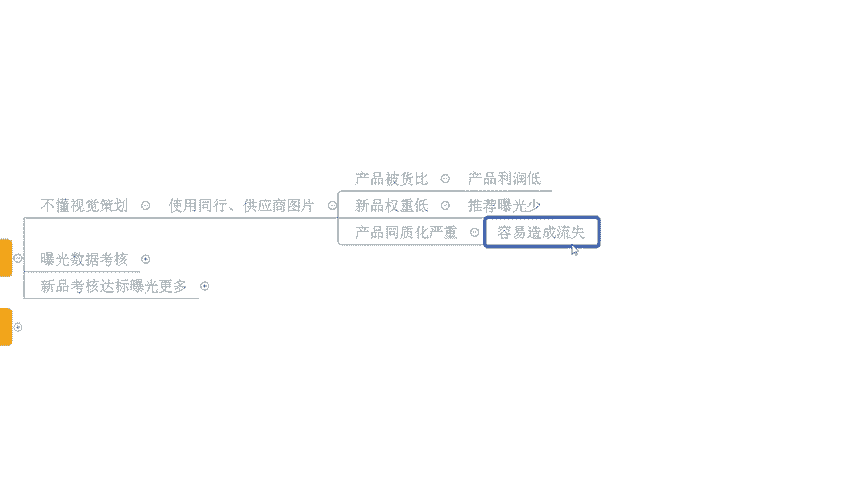 产品被货比 产品利润低
不懂视觉策划 使用同行、供应商图片 新品权重低 推荐曝光少
产品同质化严重 容易造成流失
曝光数据考核
新品考核达标曝光更多